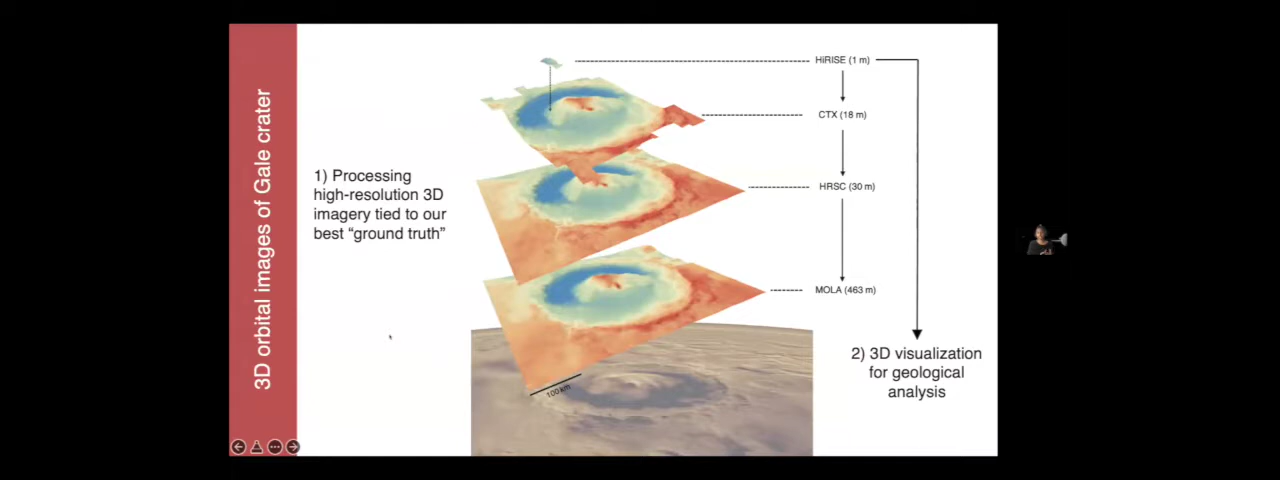 3D orbital images of Gale crater
1) Processing
high-resolution 3D
imagery tied to our
best “ground truth”
HiRISE (1 m)
CTX (18 m)
HRSC (30 m)
MOLA (463 m)
100 km
2) 3D visualization
for geological
analysis